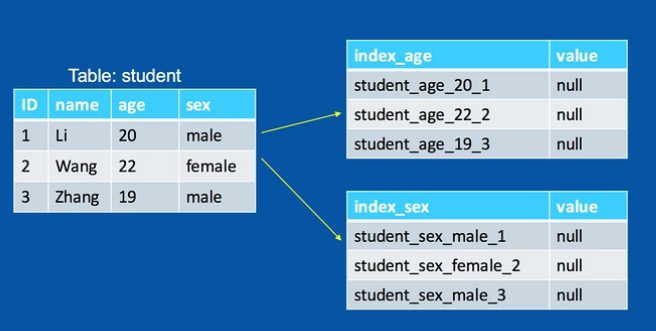 Table: student
ID name age sex
1 Li 20 male
2 Wang 22 female
3 Zhang 19 male
index_age value
student_age_20_1 null
student_age_22_2 null
student_age_19_3 null
index_sex value
student_sex_male_1 null
student_sex_female_2 null
student_sex_male_3 null